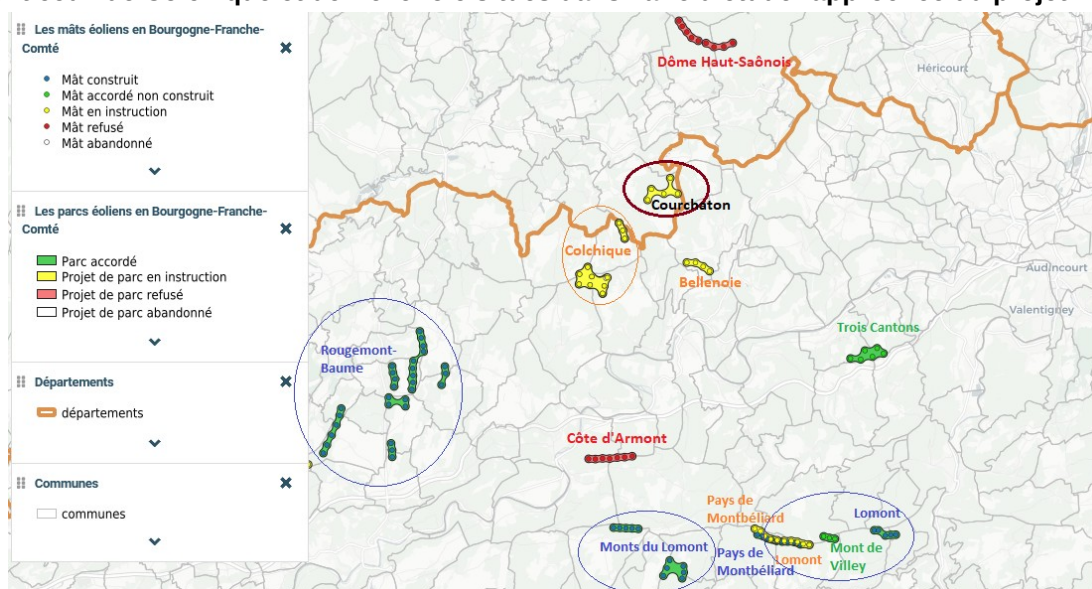 Les mâts éoliens en Bourgogne-Franche-
Comté
Mât construit
Mât accordé non construit
Mât en instruction
Mât refusé
Mât abandonné
Les parcs éoliens en Bourgogne-Franche-
Comté
Parc accordé
Projet de parc en instruction
Projet de parc refusé
Projet de parc abandonné
Départements
départements
Communes
communes
Dôme Haut-Saônois
Héricourt
Courchaton
Colchique
Bellenoie
Audincourt
Valentigney
Trois Cantons
Rougemont-
Baume
Côte d'Armont
Pays de
Montbéliard
Lomont
Monts du Lomont
Pays de
Montbéliard
Lomont
Mont de
Villey